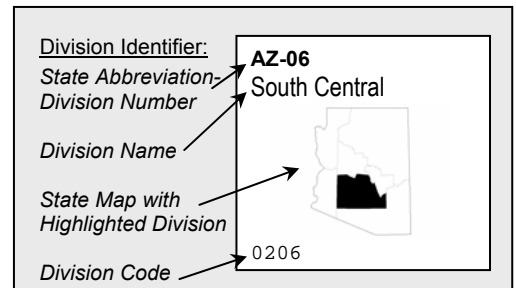 Division Identifier:
State Abbreviation-
Division Number
Division Name
State Map with
Highlighted Division
Division Code
AZ-06
South Central
0206